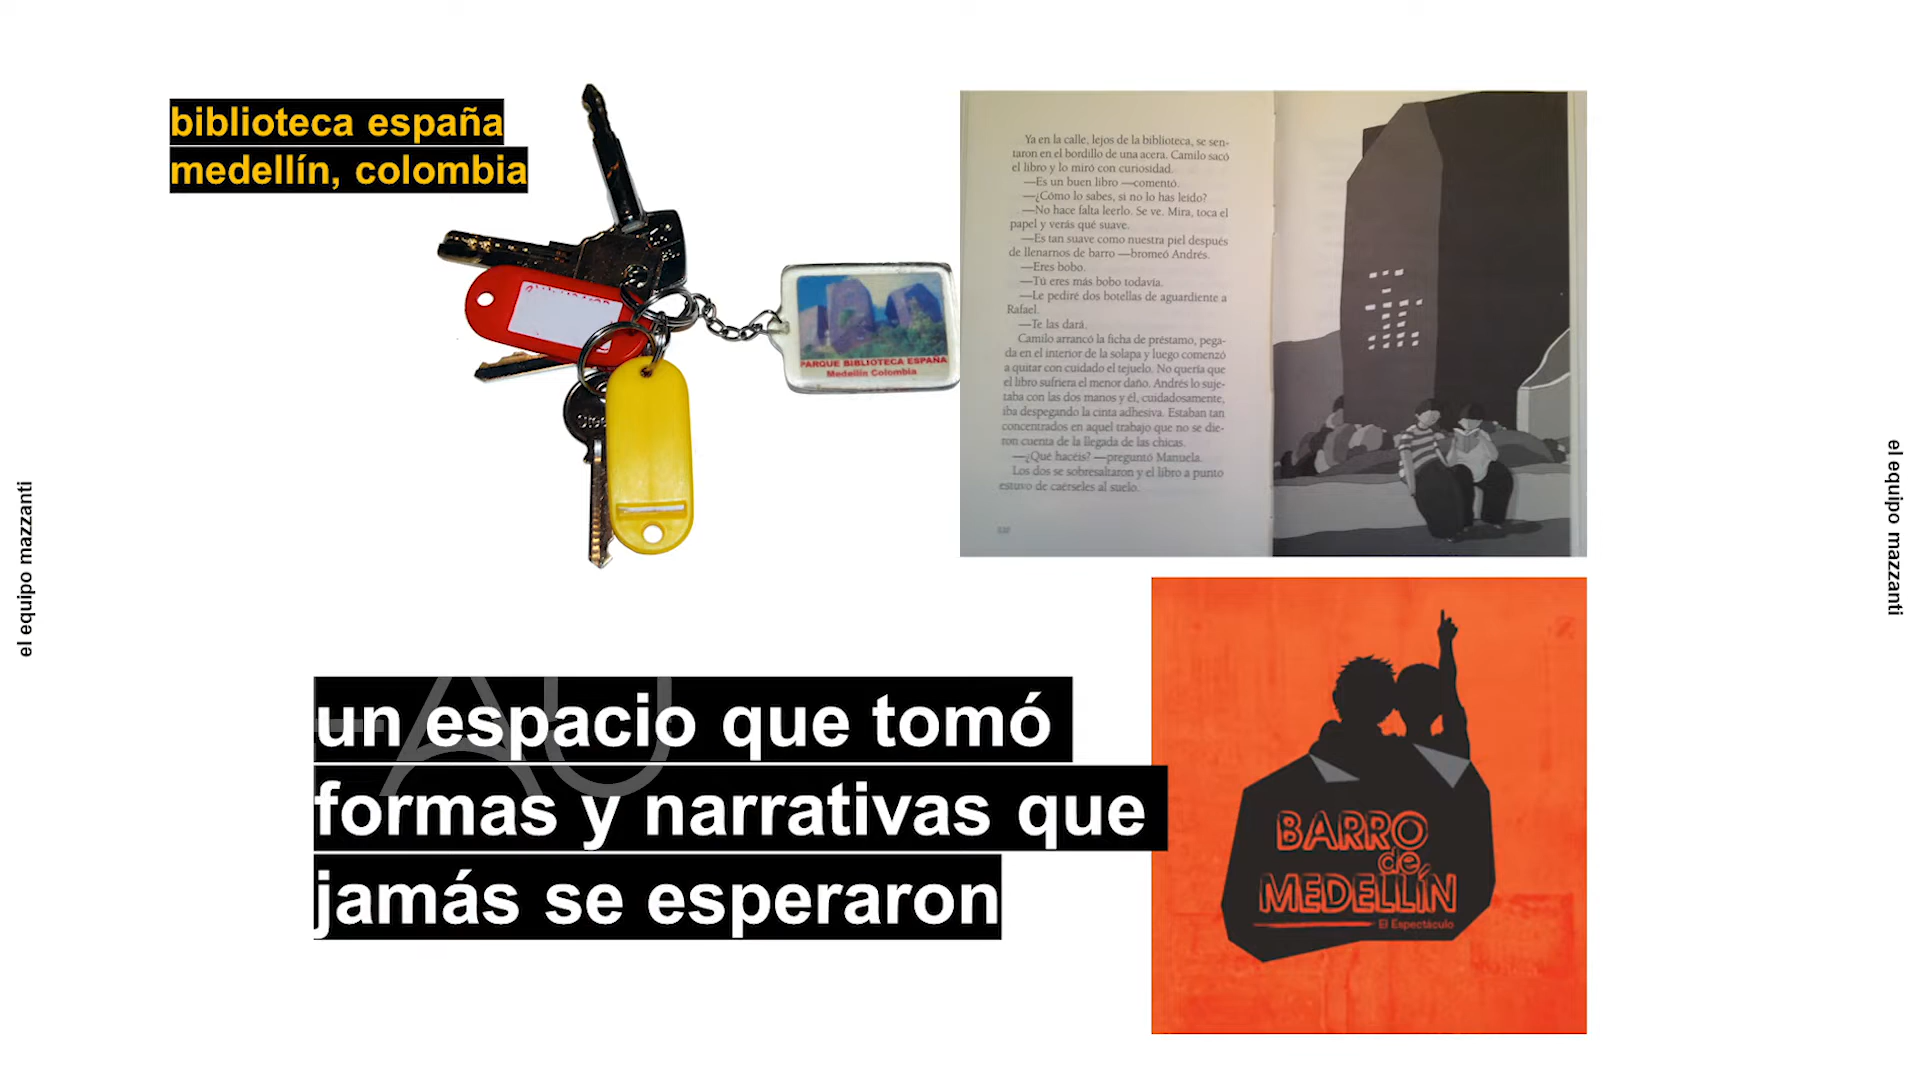 biblioteca españa
medellín, colombia
PARQUE BIBLIOTECA ESPAÑA
Medellín Colombia
Ya en la calle, lejos de la biblioteca, se sen-
taron en el bordillo de una acera. Camilo sacó
el libro y lo miró con curiosidad.
—Es un buen libro —comentó.
—¿Cómo lo sabes, si no lo has leído?
—No hace falta leerlo. Se ve. Mira, toca el
papel y verás qué suave.
—Es tan suave como nuestra piel después
de llenarnos de barro —bromeó Andrés.
—Eres bobo.
—Tú eres más bobo todavía.
—Le pediré dos botellas de aguardiente a
Rafael.
—Te las dará.
Camilo arrancó la ficha de préstamo, pega-
da en el interior de la solapa y luego comenzó
a quitar con cuidado el tejuelo. No quería que
el libro sufriera el menor daño. Andrés lo suje-
taba con las dos manos y él, cuidadosamente,
iba despegando la cinta adhesiva. Estaban tan
concentrados en aquel trabajo que no se die-
ron cuenta de la llegada de las chicas.
—¿Qué hacéis? —preguntó Manuela.
Los dos se sobresaltaron y el libro a punto
estuvo de caérseles al suelo.
un espacio que tomó
formas y narrativas que
jamás se esperaron
BARRO
de
MEDELLÍN
El Espectáculo
el equipo mazzanti
el equipo mazzanti